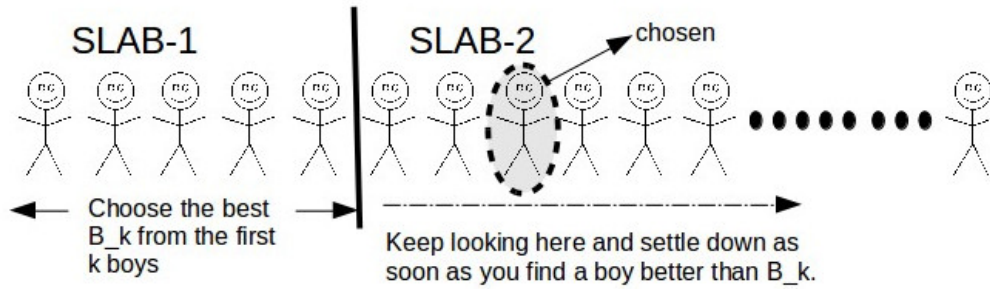 SLAB-1
SLAB-2
chosen
Choose the best
B_k from the first
k boys
Keep looking here and settle down as
soon as you find a boy better than B_k.